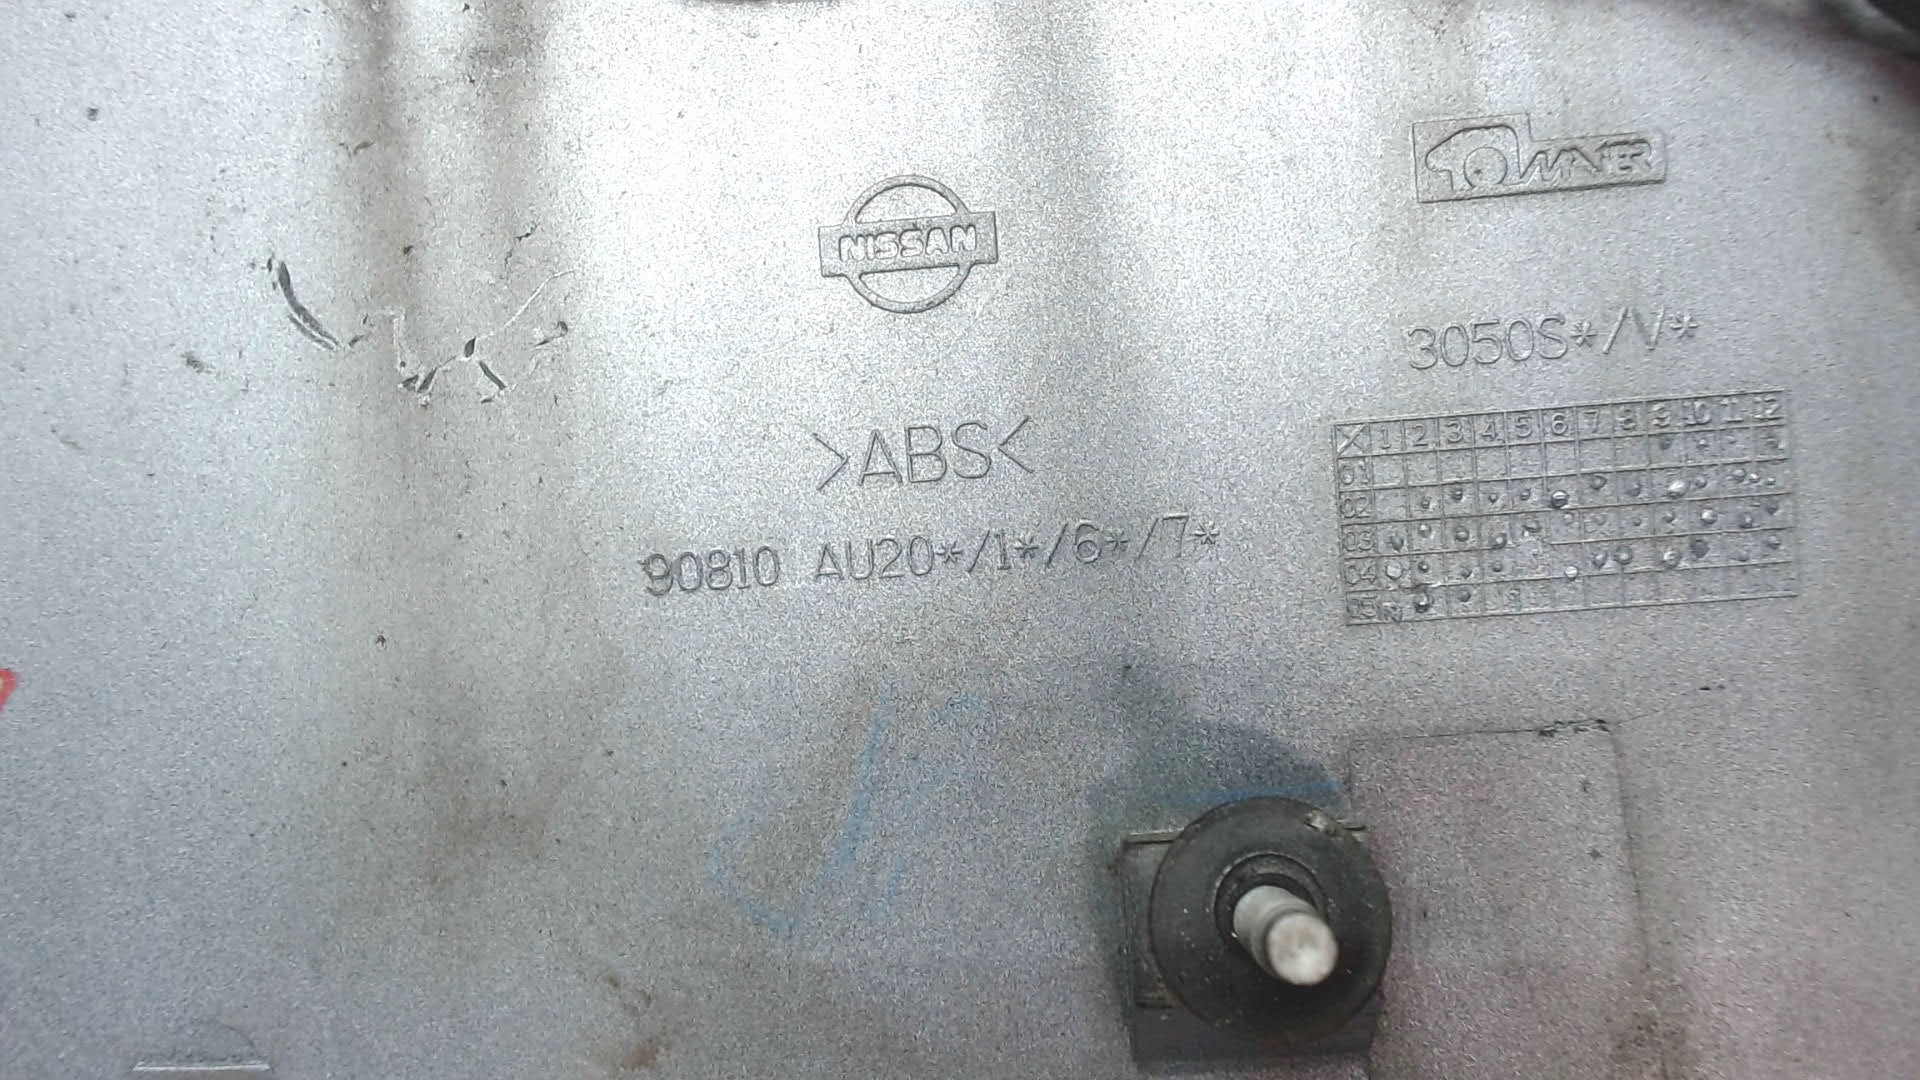 MAIER
NISSAN
3050S*/V*
>ABS<
90810 AU20*/1*/6*/7*
1 2 3 4 5 6 7 8 9 10 11 12
01
02
03
04
05